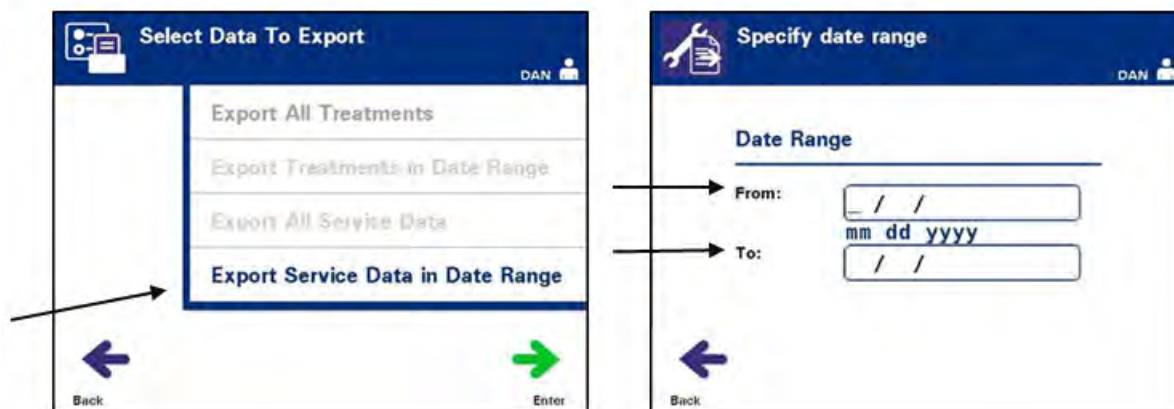 Select Data To Export
DAN
Export All Treatments
Export Treatments in Date Range
Export All Service Data
Export Service Data in Date Range
Back
Enter
Specify date range
DAN
Date Range
From:
_ / /
mm dd yyyy
To:
/ /
Back